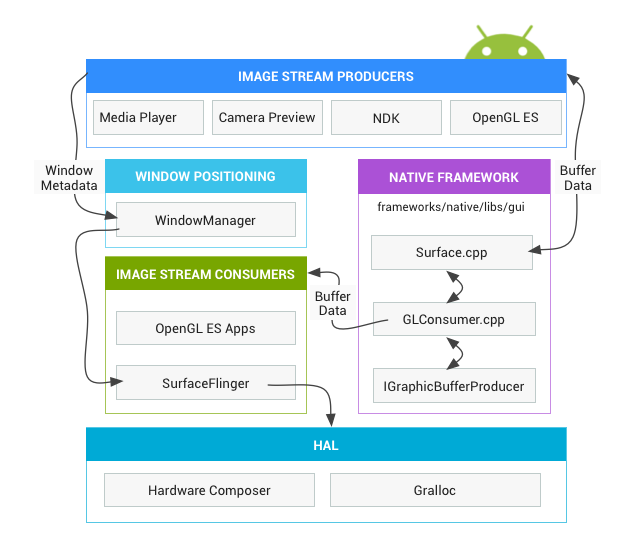 IMAGE STREAM PRODUCERS
Media Player
Camera Preview
NDK
OpenGL ES
Window
Metadata
WINDOW POSITIONING
WindowManager
NATIVE FRAMEWORK
frameworks/native/libs/gui
Buffer
Data
Surface.cpp
IMAGE STREAM CONSUMERS
Buffer
Data
GLConsumer.cpp
OpenGL ES Apps
SurfaceFlinger
IGraphicBufferProducer
HAL
Hardware Composer
Gralloc